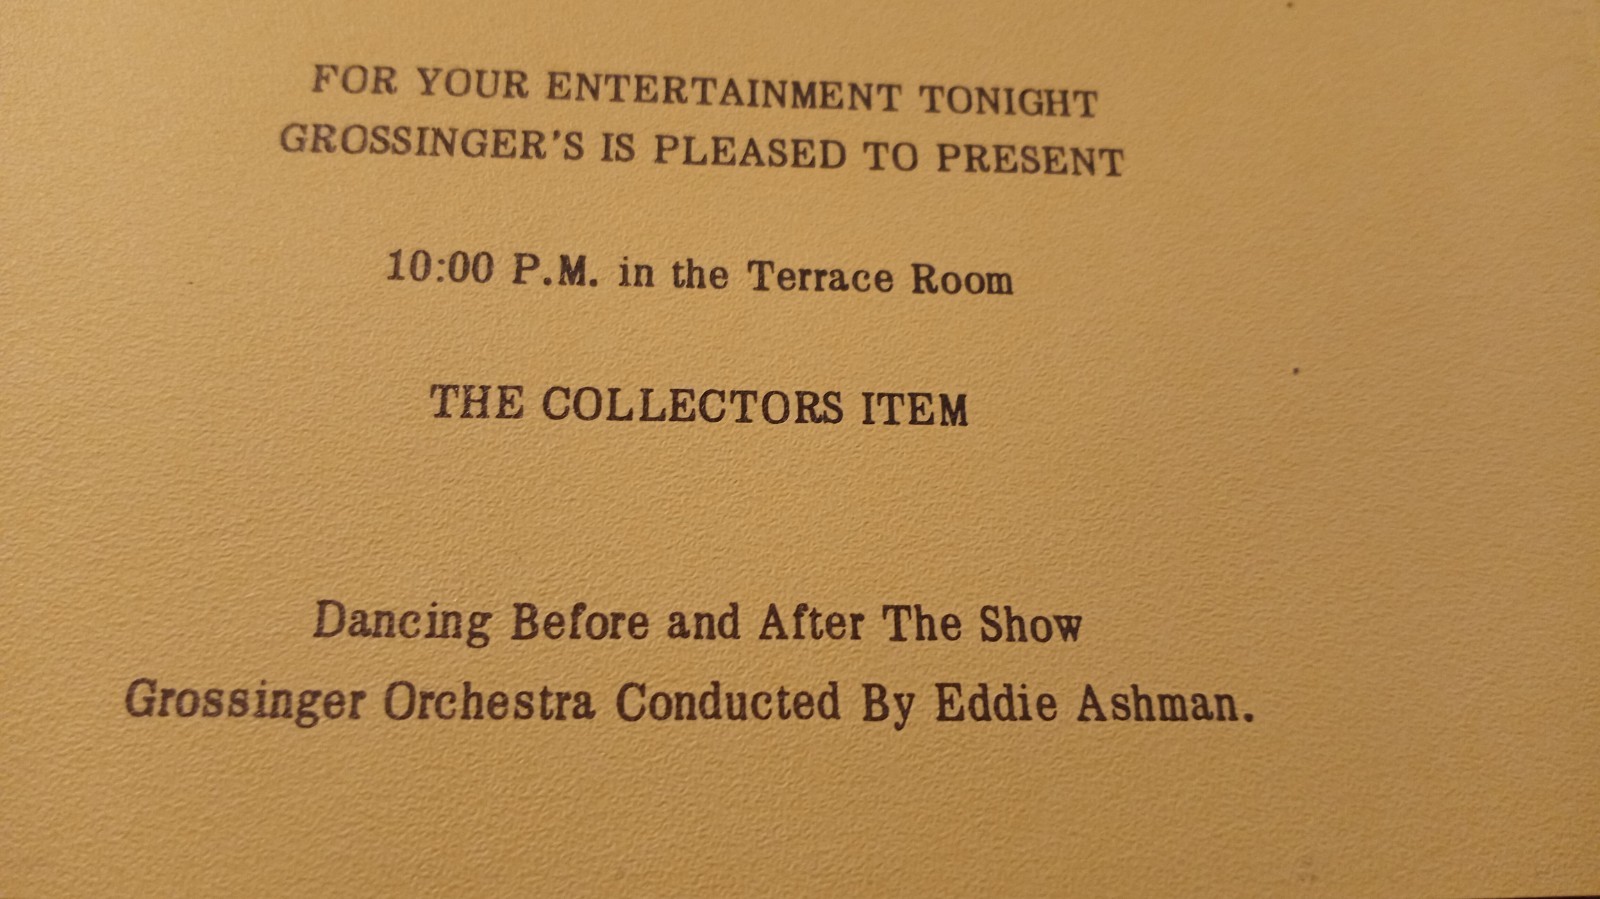 FOR YOUR ENTERTAINMENT TONIGHT
GROSSINGER'S IS PLEASED TO PRESENT
10:00 P.M. in the Terrace Room
THE COLLECTORS ITEM
Dancing Before and After The Show
Grossinger Orchestra Conducted By Eddie Ashman.